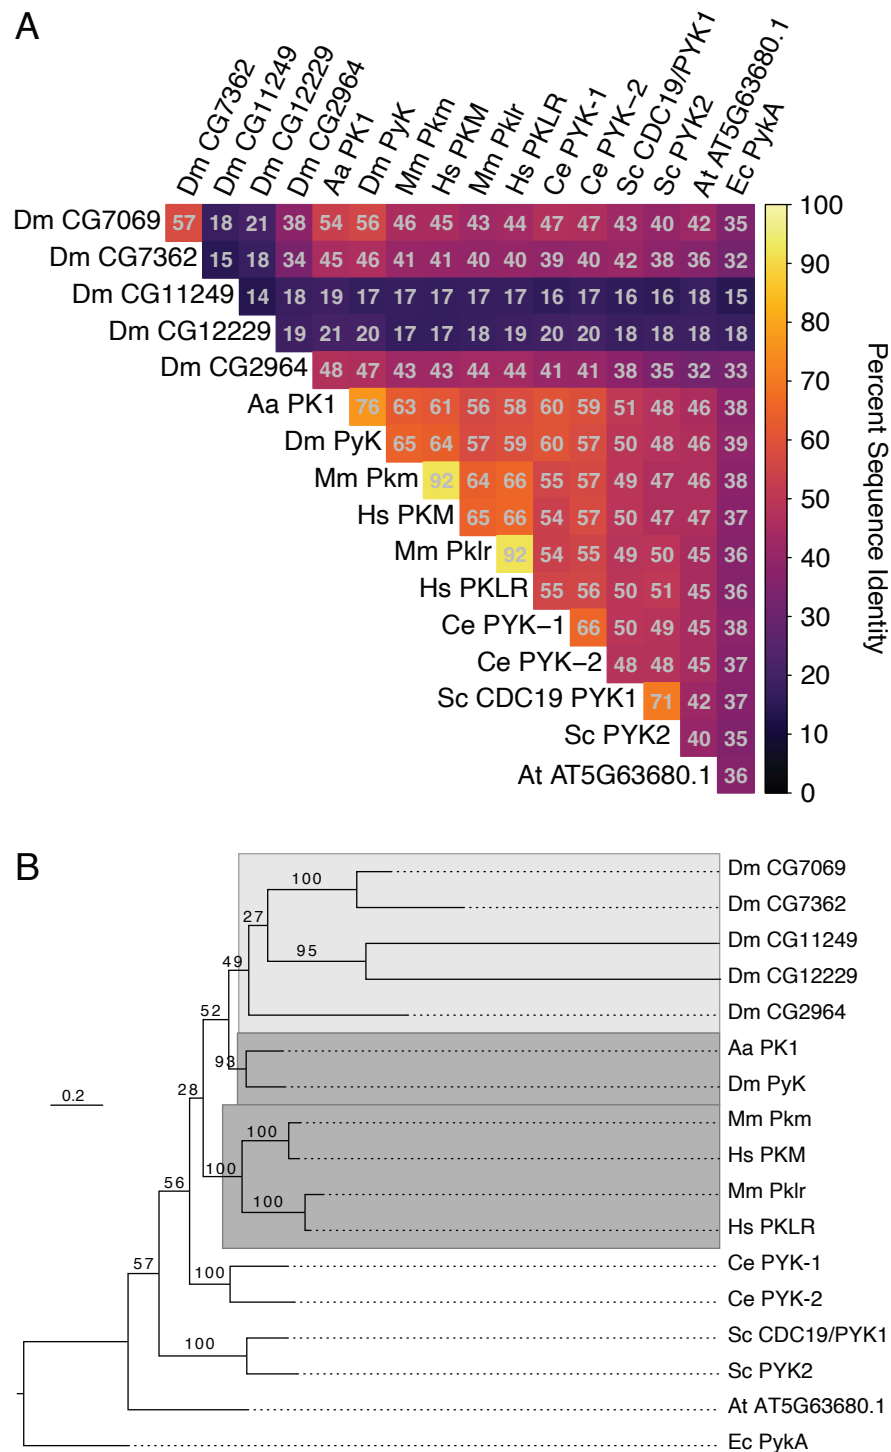 A
Dm CG7362
Dm CG11249
Dm CG12229
Dm CG2964
Aa PK1
Dm PyK
Mm Pkm
Hs PKM
Mm Pklr
Hs PKLR
Ce PYK-1
Ce PYK-2
Sc CDC19/PYK1
Sc PYK2
At AT5G63680.1
Ec PykA
Dm CG7069 57 18 21 38 54 56 46 45 43 44 47 47 43 40 42 35
Dm CG7362 15 18 34 45 46 41 41 40 40 39 40 42 38 36 32
Dm CG11249 14 18 19 17 17 17 17 17 16 17 16 16 18 15
Dm CG12229 19 21 20 17 17 18 19 20 20 18 18 18 18
Dm CG2964 48 47 43 43 44 44 41 41 38 35 32 33
Aa PK1 76 63 61 56 58 60 59 51 48 46 38
Dm PyK 65 64 57 59 60 57 50 48 46 39
Mm Pkm 92 64 66 55 57 49 47 46 38
Hs PKM 65 66 54 57 50 47 47 37
Mm Pklr 92 54 55 49 50 45 36
Hs PKLR 55 56 50 51 45 36
Ce PYK−1 66 50 49 45 38
Ce PYK−2 48 48 45 37
Sc CDC19 PYK1 71 42 37
Sc PYK2 40 35
At AT5G63680.1 36
100
90
80
70
60
50
40
30
20
10
0
Percent Sequence Identity
B
Dm CG7069
100
Dm CG7362
27
Dm CG11249
95
49
Dm CG12229
52
Dm CG2964
Aa PK1
93
Dm PyK
0.2
28
Mm Pkm
100
Hs PKM
100
56
Mm Pklr
100
Hs PKLR
57
Ce PYK-1
100
Ce PYK-2
Sc CDC19/PYK1
100
Sc PYK2
At AT5G63680.1
Ec PykA